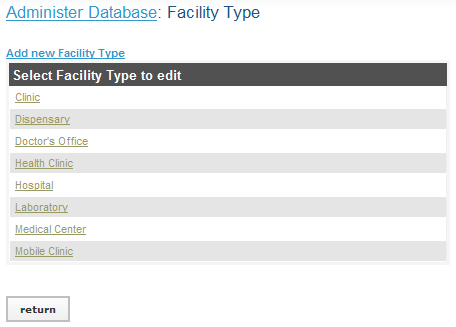 Administer Database: Facility Type
Add new Facility Type
Select Facility Type to edit
Clinic
Dispensary
Doctor's Office
Health Clinic
Hospital
Laboratory
Medical Center
Mobile Clinic
return